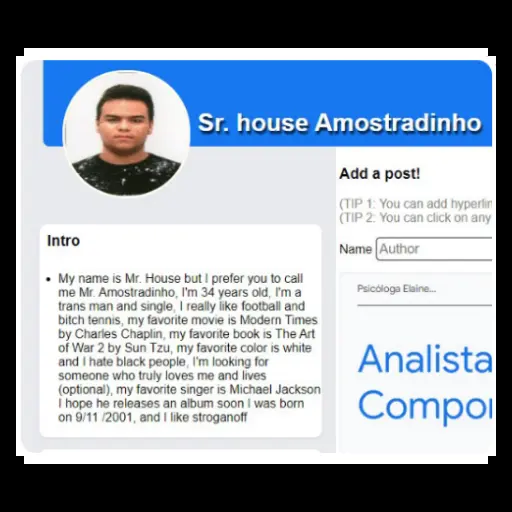 Sr. house Amostradinho
Intro
My name is Mr. House but I prefer you to call
me Mr. Amostradinho, I'm 34 years old, I'm a
trans man and single, I really like football and
bitch tennis, my favorite movie is Modern Times
by Charles Chaplin, my favorite book is The Art
of War 2 by Sun Tzu, my favorite color is white
and I hate black people, I'm looking for
someone who truly loves me and lives
(optional), my favorite singer is Michael Jackson
I hope he releases an album soon I was born
on 9/11 /2001, and I like stroganoff
Add a post!
(TIP 1: You can add hyperlin
(TIP 2: You can click on any
Name Author
Psicóloga Elaine...
Analista
Compo